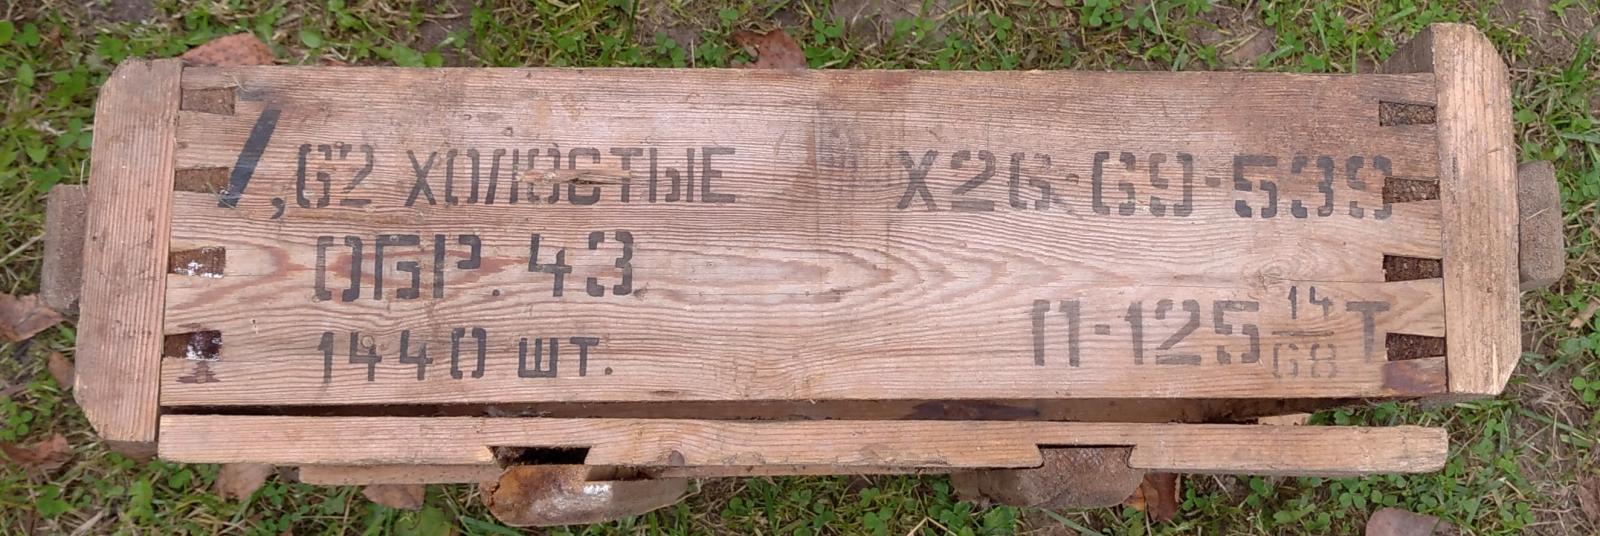 7,62 ХОЛОСТЫЕ
ОБР. 43
1440 шт.
Х26-69-539
П-125 14/68 Т